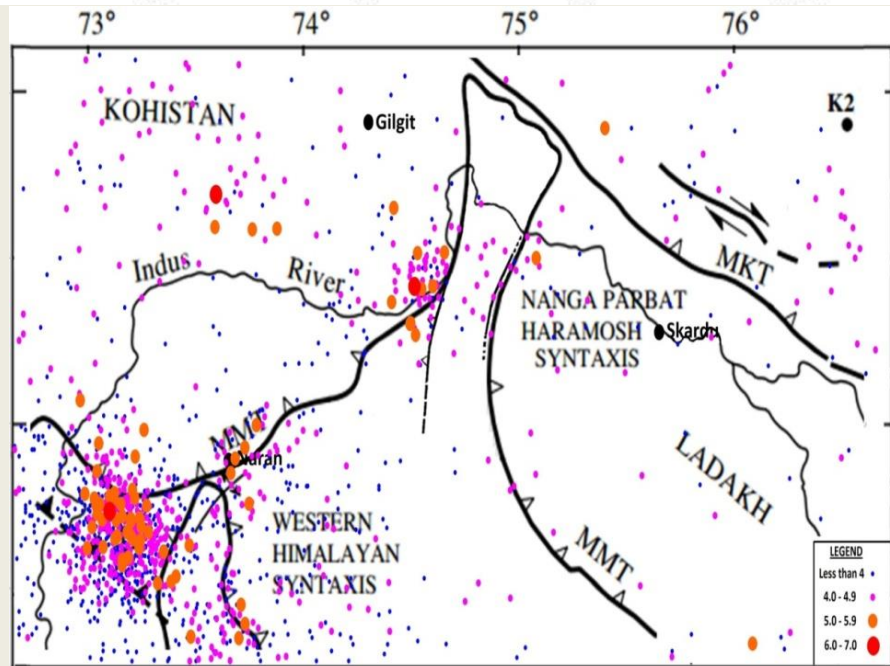 73° 74° 75° 76°
KOHISTAN
Gilgit
K2
Indus River
MKT
NANGA PARBAT
HARAMOSH
SYNTAXIS
Skardu
MMT
Naran
LADAKH
WESTERN
HIMALAYAN
SYNTAXIS
MMT
LEGEND
Less than 4
4.0 - 4.9
5.0 - 5.9
6.0 - 7.0